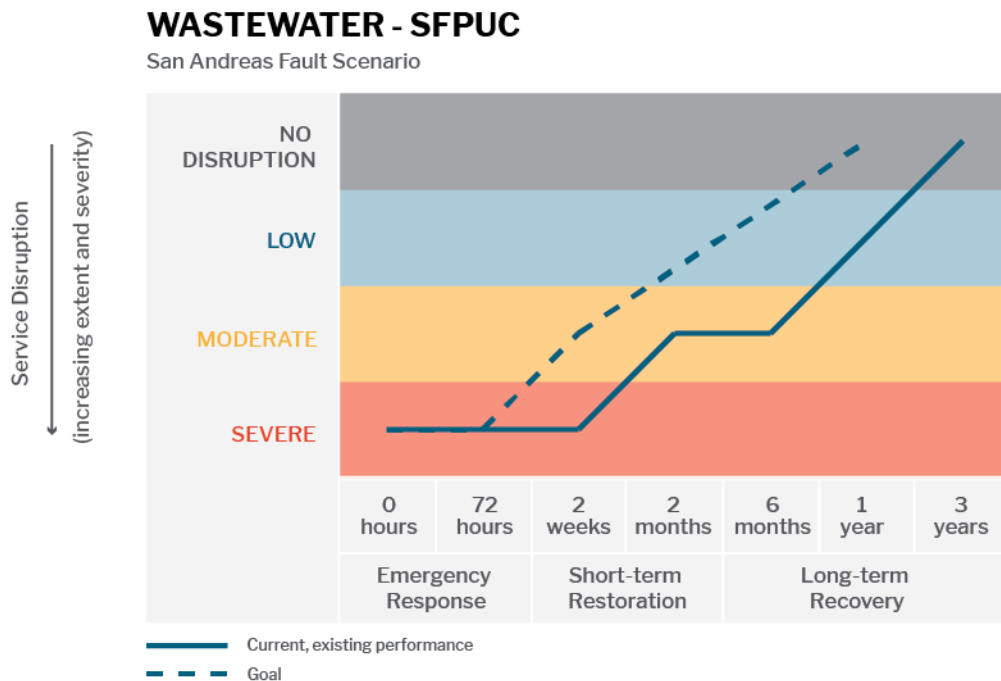 WASTEWATER - SFPUC
San Andreas Fault Scenario
Service Disruption
(increasing extent and severity)
NO
DISRUPTION
LOW
MODERATE
SEVERE
0
hours
72
hours
2
weeks
2
months
6
months
1
year
3
years
Emergency
Response
Short-term
Restoration
Long-term
Recovery
Current, existing performance
Goal